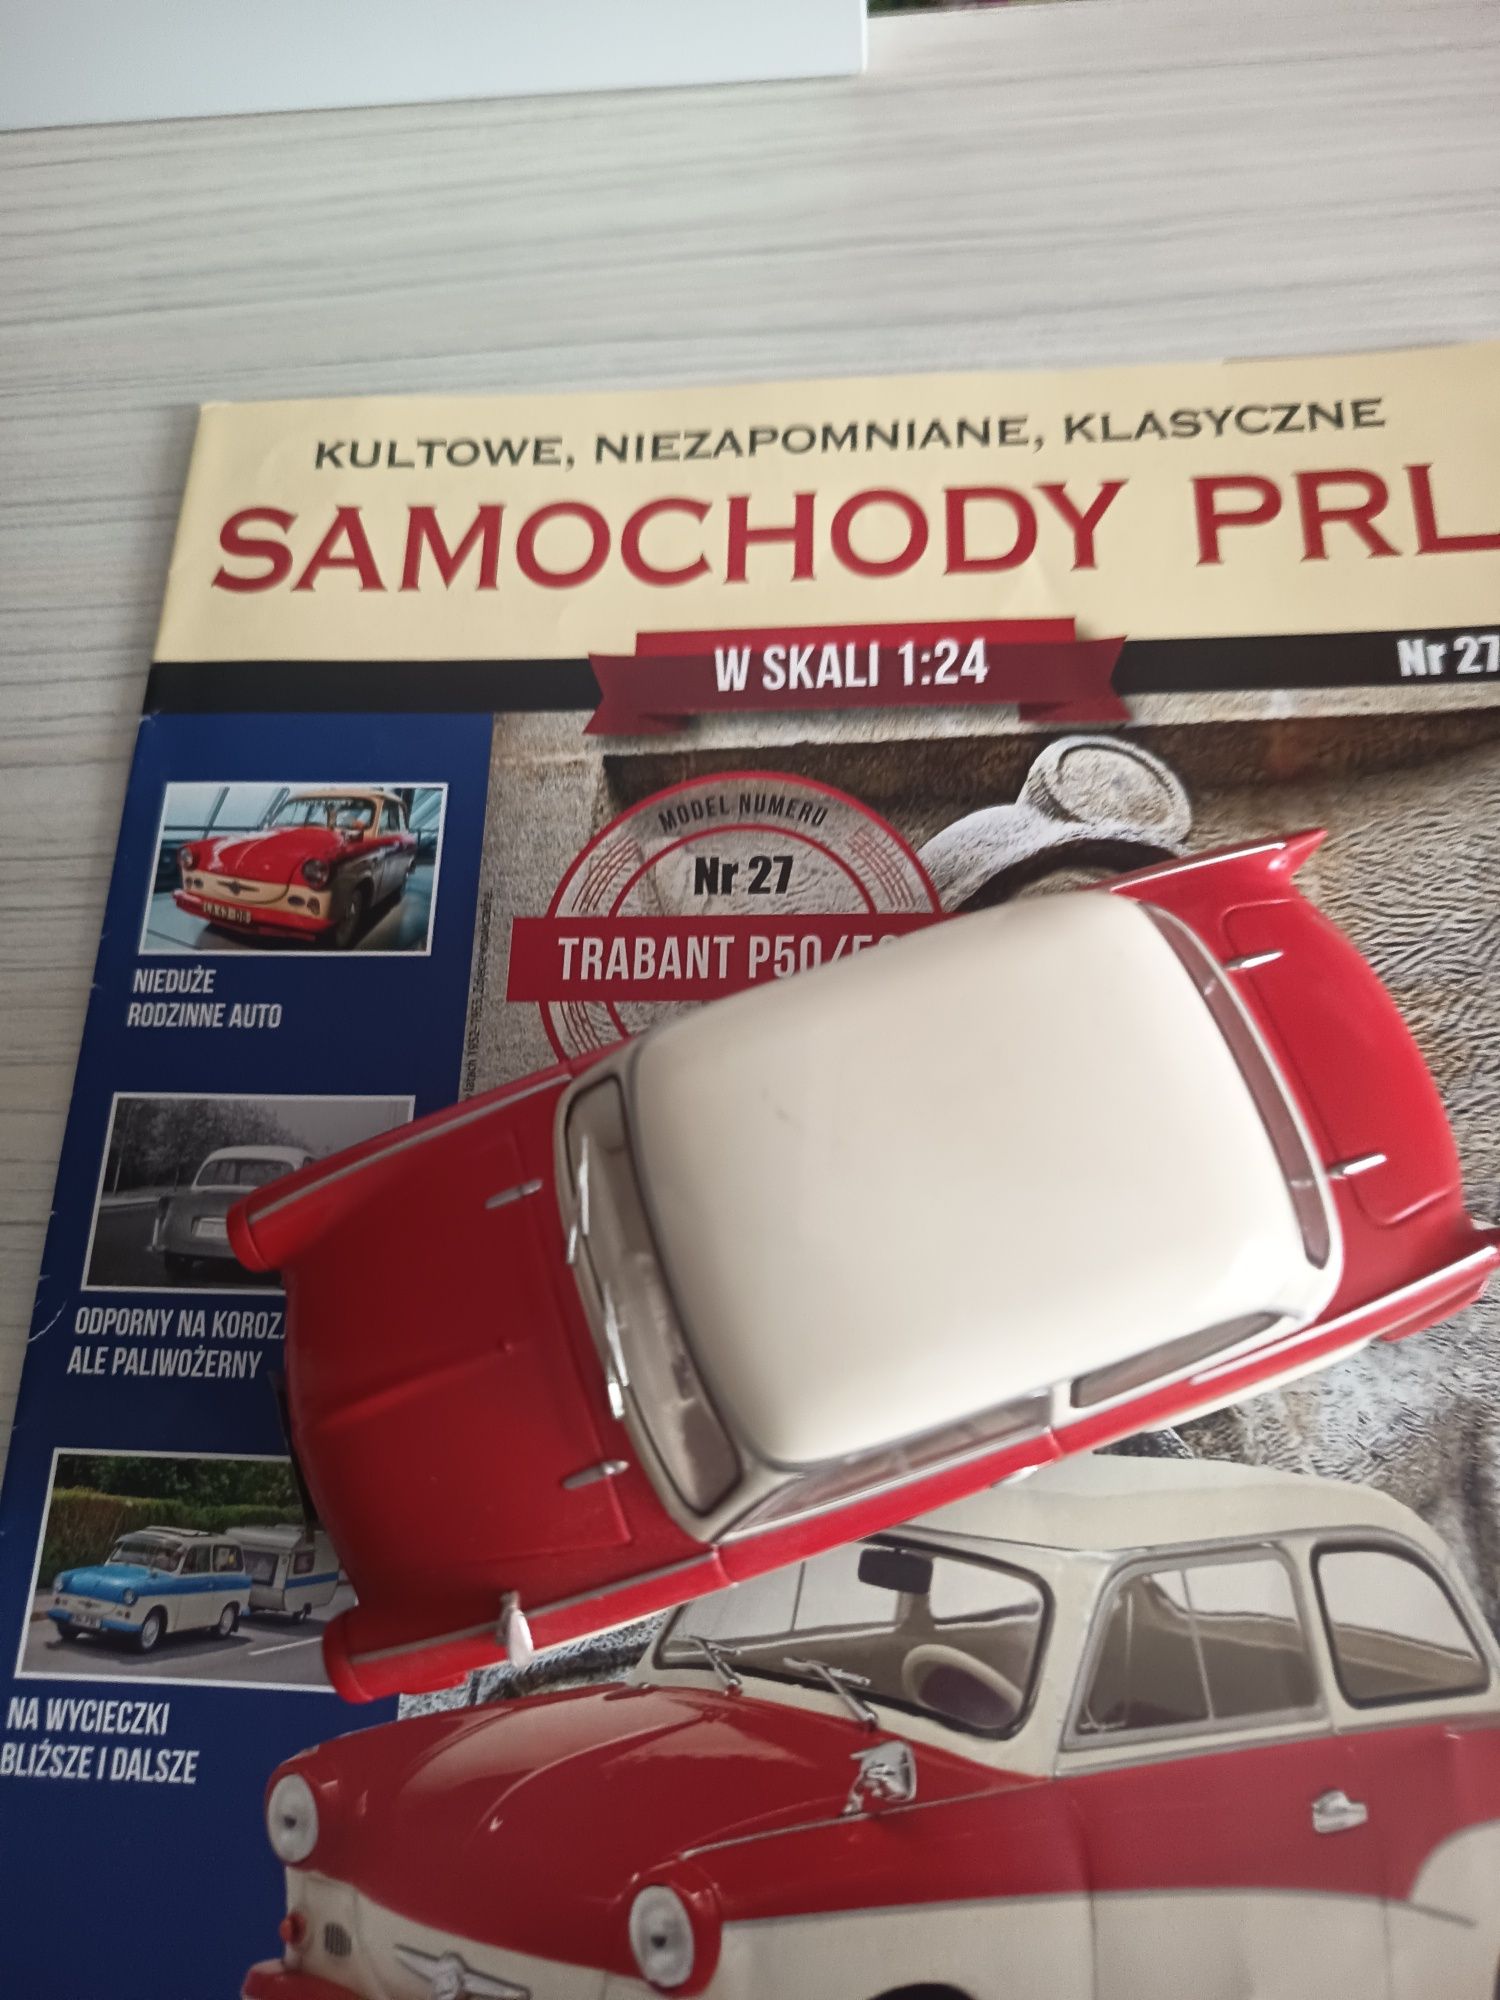 KULTOWE, NIEZAPOMNIANE, KLASYCZNE
SAMOCHODY PRL
W SKALI 1:24
Nr 27
MODEL NUMERU
Nr 27
TRABANT P50/
NIEDUŻE
RODZINNE AUTO
ODPORNY NA KOROZJ
ALE PALIWOŻERNY
NA WYCIECZKI
BLIŻSZE I DALSZE